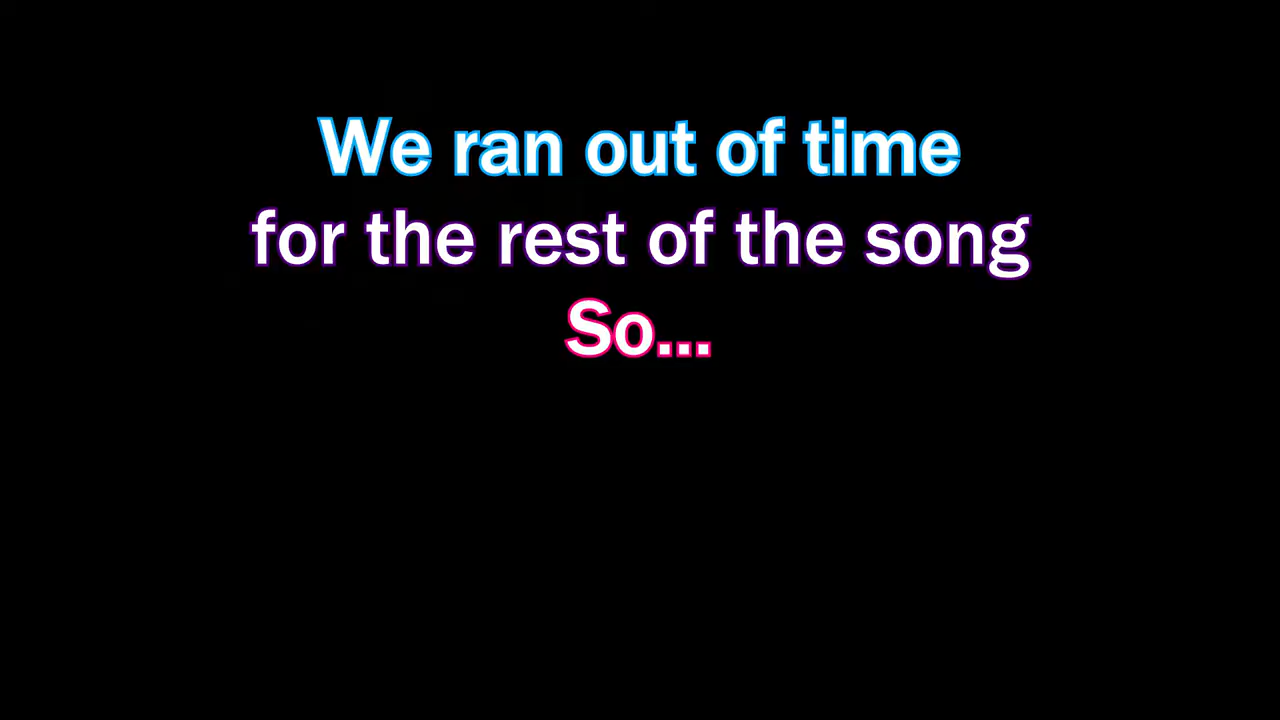 We ran out of time
for the rest of the song
So...